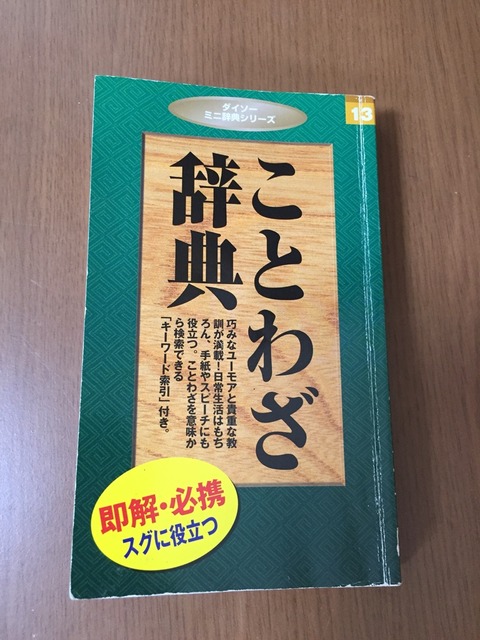 ダイソー
ミニ辞典シリーズ
13
ことわざ
辞典
巧みなユーモアと貴重な教
訓が満載！日常生活はもち
ろん、手紙やスピーチにも
役立つ。ことわざを意味か
ら検索できる
「キーワード索引」付き。
即解・必携
スグに役立つ